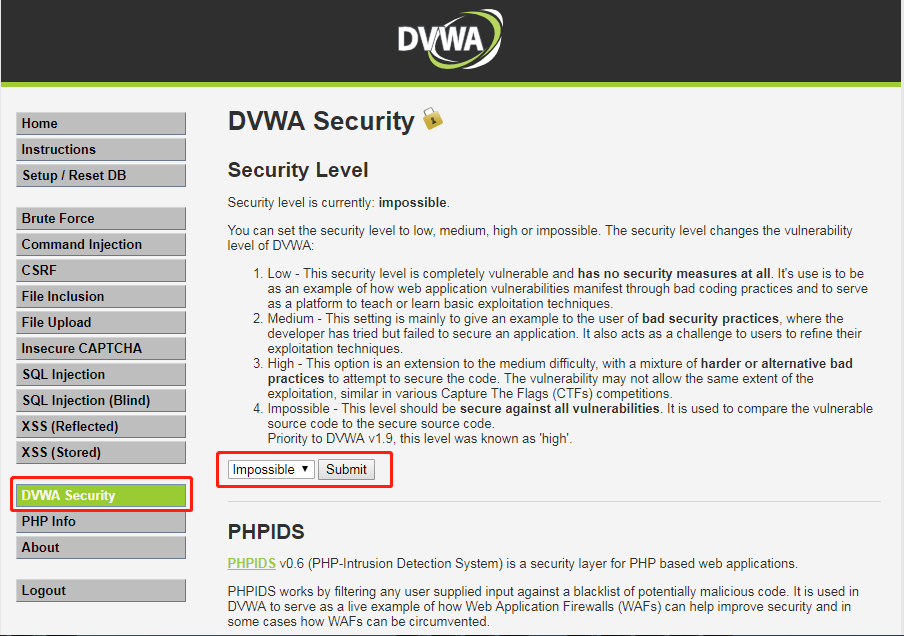 DVWA
Home
Instructions
Setup / Reset DB
Brute Force
Command Injection
CSRF
File Inclusion
File Upload
Insecure CAPTCHA
SQL Injection
SQL Injection (Blind)
XSS (Reflected)
XSS (Stored)
DVWA Security
PHP Info
About
Logout
DVWA Security
Security Level
Security level is currently: impossible.
You can set the security level to low, medium, high or impossible. The security level changes the vulnerability
level of DVWA:
1. Low - This security level is completely vulnerable and has no security measures at all. It's use is to be
as an example of how web application vulnerabilities manifest through bad coding practices and to serve
as a platform to teach or learn basic exploitation techniques.
2. Medium - This setting is mainly to give an example to the user of bad security practices, where the
developer has tried but failed to secure an application. It also acts as a challenge to users to refine their
exploitation techniques.
3. High - This option is an extension to the medium difficulty, with a mixture of harder or alternative bad
practices to attempt to secure the code. The vulnerability may not allow the same extent of the
exploitation, similar in various Capture The Flags (CTFs) competitions.
4. Impossible - This level should be secure against all vulnerabilities. It is used to compare the vulnerable
source code to the secure source code.
Priority to DVWA v1.9, this level was known as 'high'.
Impossible Submit
PHPIDS
PHPIDS v0.6 (PHP-Intrusion Detection System) is a security layer for PHP based web applications.
PHPIDS works by filtering any user supplied input against a blacklist of potentially malicious code. It is used in
DVWA to serve as a live example of how Web Application Firewalls (WAFs) can help improve security and in
some cases how WAFs can be circumvented.